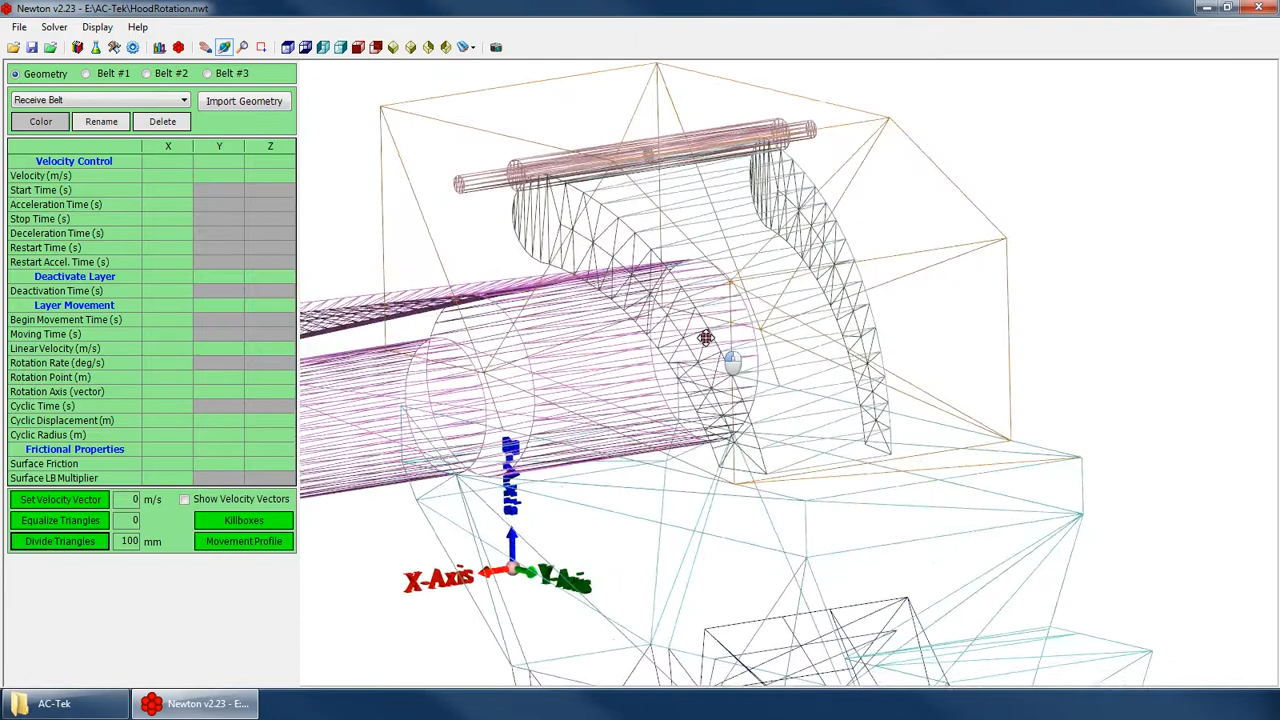 Newton v2.23 - E:\AC-Tek\HoodRotation.nwt
File Solver Display Help
Geometry Belt #1 Belt #2 Belt #3
Receive Belt Import Geometry
Color Rename Delete
X Y Z
Velocity Control
Velocity (m/s)
Start Time (s)
Acceleration Time (s)
Stop Time (s)
Deceleration Time (s)
Restart Time (s)
Restart Accel. Time (s)
Deactivate Layer
Deactivation Time (s)
Layer Movement
Begin Movement Time (s)
Moving Time (s)
Linear Velocity (m/s)
Rotation Rate (deg/s)
Rotation Point (m)
Rotation Axis (vector)
Cyclic Time (s)
Cyclic Displacement (m)
Cyclic Radius (m)
Frictional Properties
Surface Friction
Surface LB Multiplier
Set Velocity Vector 0 m/s Show Velocity Vectors
Equalize Triangles 0 Killboxes
Divide Triangles 100 mm Movement Profile
X-Axis Y-Axis
AC-Tek Newton v2.23 - E:...